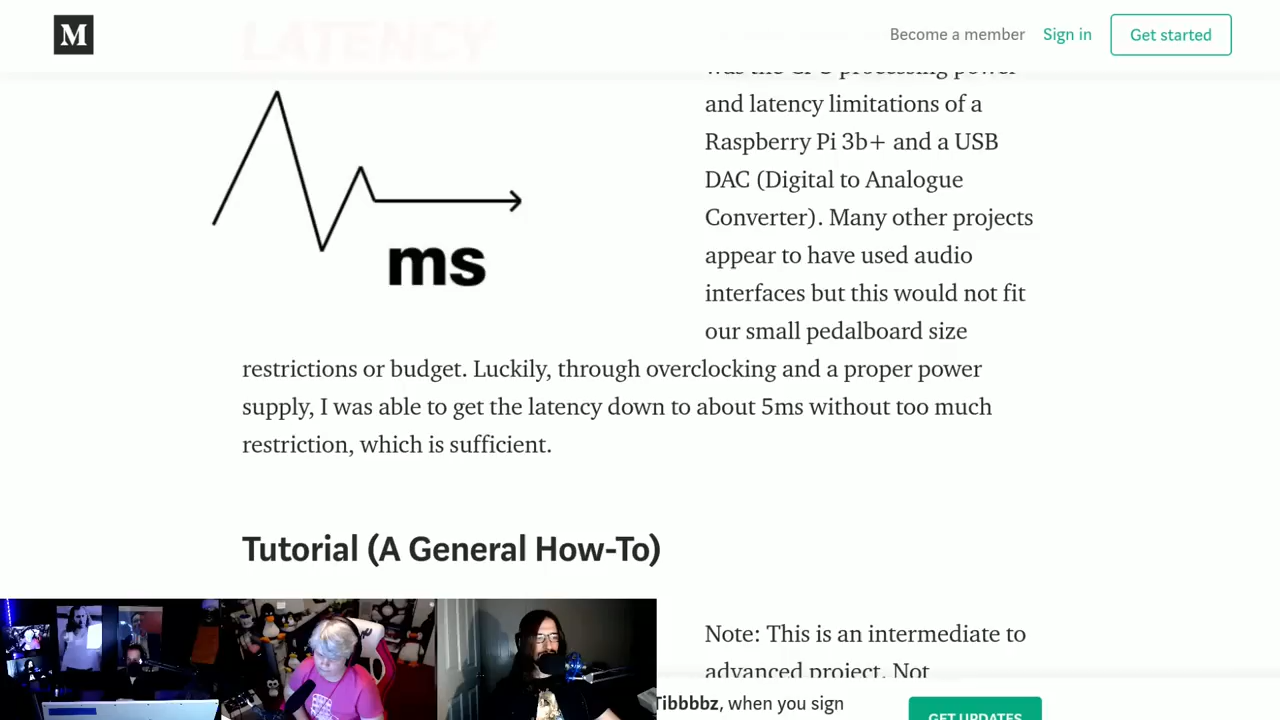 M
Become a member
Sign in
Get started
LATENCY
ms
and latency limitations of a
Raspberry Pi 3b+ and a USB
DAC (Digital to Analogue
Converter). Many other projects
appear to have used audio
interfaces but this would not fit
our small pedalboard size
restrictions or budget. Luckily, through overclocking and a proper power
supply, I was able to get the latency down to about 5ms without too much
restriction, which is sufficient.
Tutorial (A General How-To)
Note: This is an intermediate to
advanced project. Not
Tibbbbz, when you sign
GET UPDATES